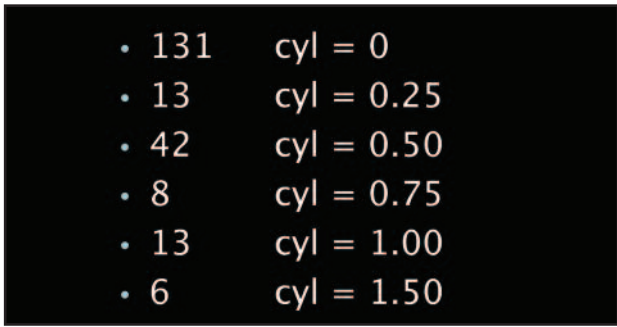 • 131 cyl = 0
• 13 cyl = 0.25
• 42 cyl = 0.50
• 8 cyl = 0.75
• 13 cyl = 1.00
• 6 cyl = 1.50